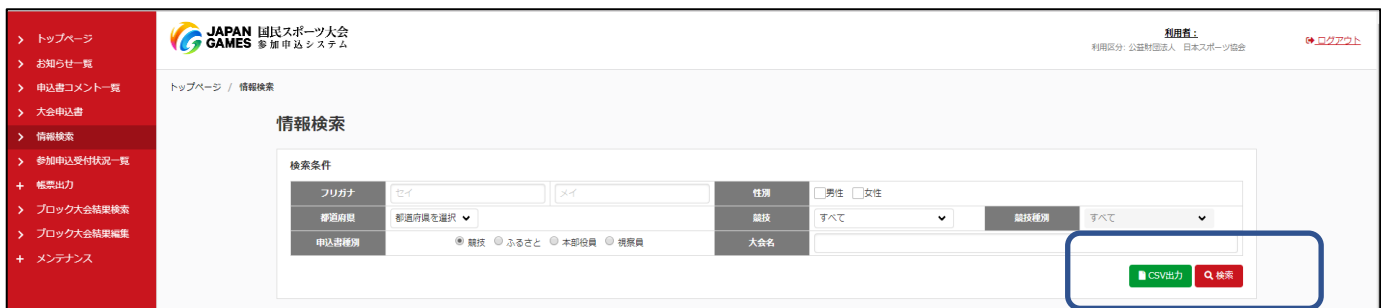 トップページ
お知らせ一覧
申込書コメント一覧
大会申込書
情報検索
参加申込受付状況一覧
帳票出力
ブロック大会結果検索
ブロック大会結果編集
メンテナンス
JAPAN GAMES
国民スポーツ大会
参加申込システム
利用者：
利用区分: 公益財団法人 日本スポーツ協会
ログアウト
トップページ / 情報検索
情報検索
検索条件
フリガナ セイ メイ 性別 男性 女性
都道府県 都道府県を選択 競技 すべて 競技種別 すべて
申込書種別 競技 ふるさと 本部役員 視察員 大会名
CSV出力 検索